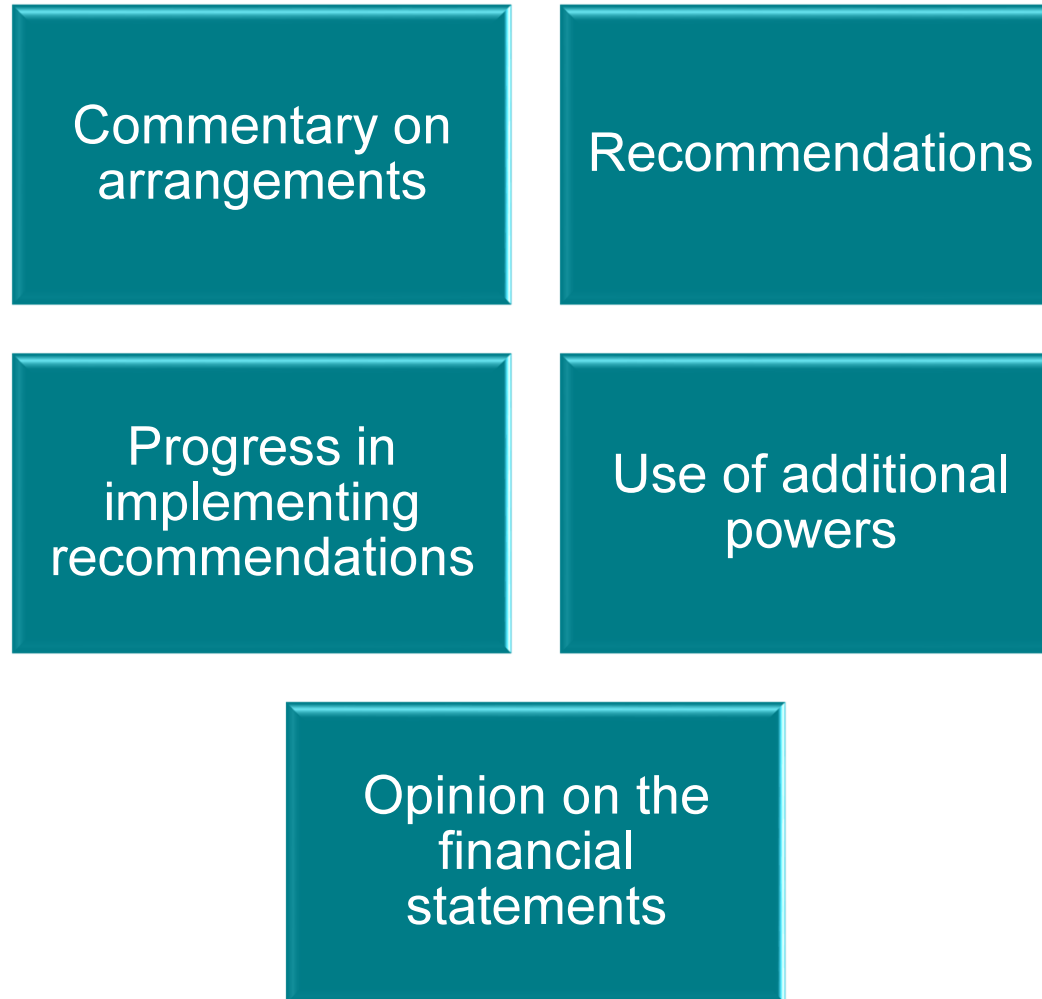 Commentary on
arrangements
Recommendations
Progress in
implementing
recommendations
Use of additional
powers
Opinion on the
financial
statements